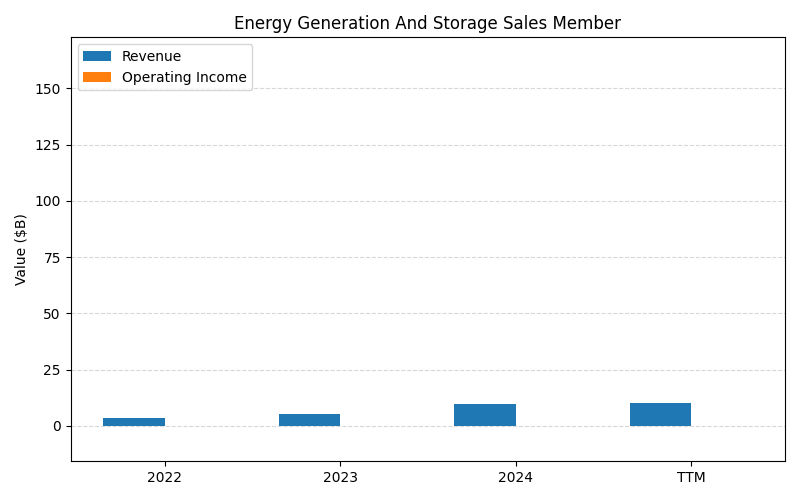 Energy Generation And Storage Sales Member
Revenue
Operating Income
Value ($B)
150
125
100
75
50
25
0
2022
2023
2024
TTM